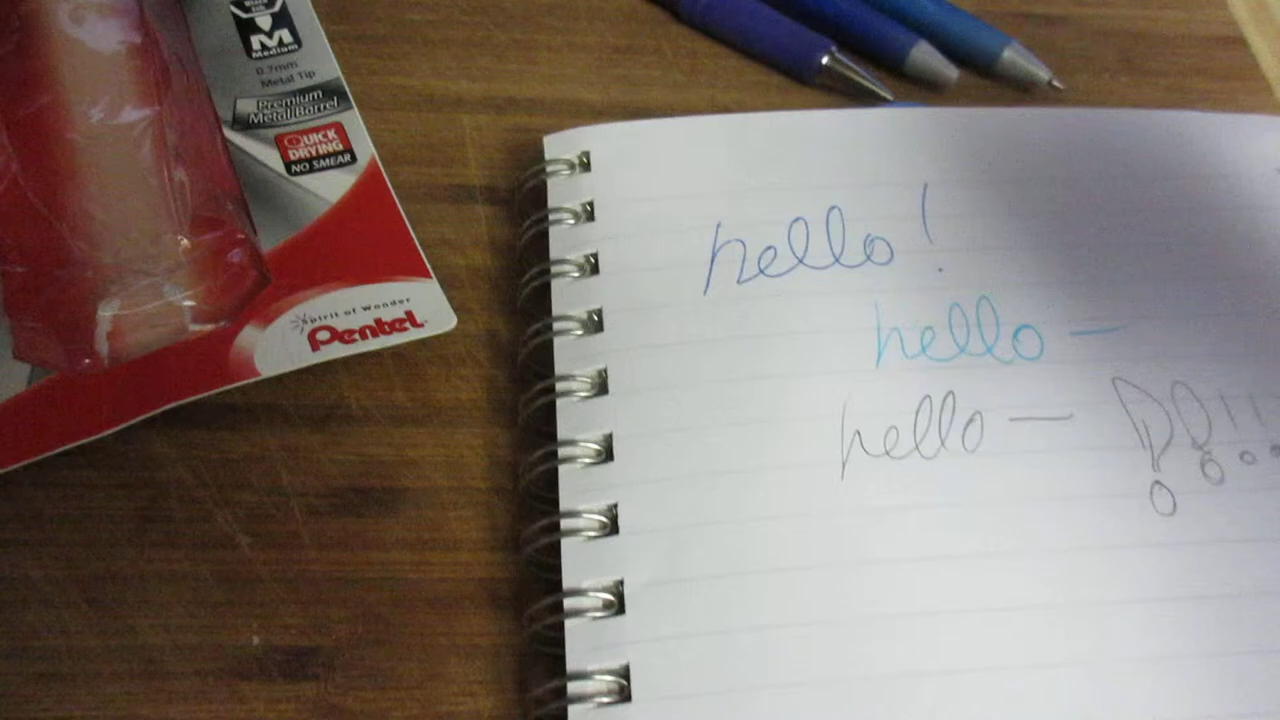 M
Medium
0.7mm
Metal Tip
Premium
Metal Barrel
QUICK
DRYING
NO SMEAR
Spirit of Wonder
Pentel
hello!
hello -
hello - !!!!